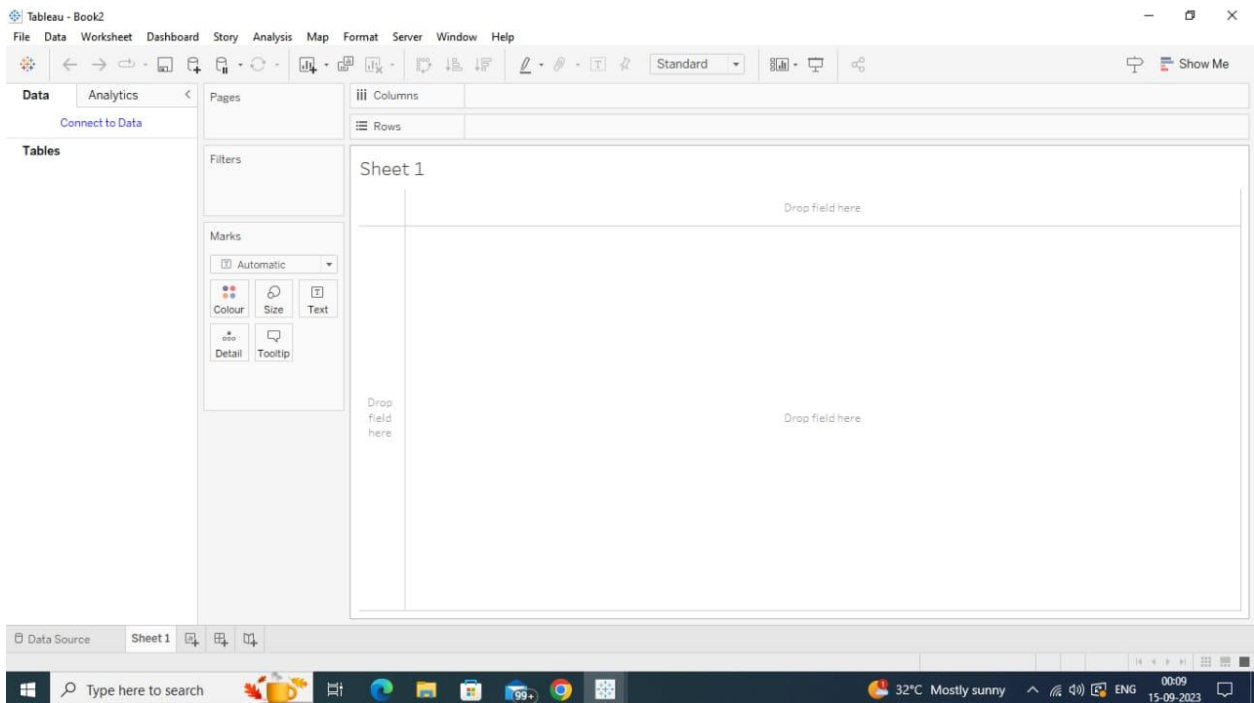 Tableau - Book2
File Data Worksheet Dashboard Story Analysis Map Format Server Window Help
Standard
Show Me
Data Analytics
Connect to Data
Tables
Pages
Filters
Marks
Automatic
Colour Size Text
Detail Tooltip
Columns
Rows
Sheet 1
Drop field here
Drop
field
here
Drop field here
Data Source Sheet 1
Type here to search
99+
32°C Mostly sunny
ENG
00:09
15-09-2023